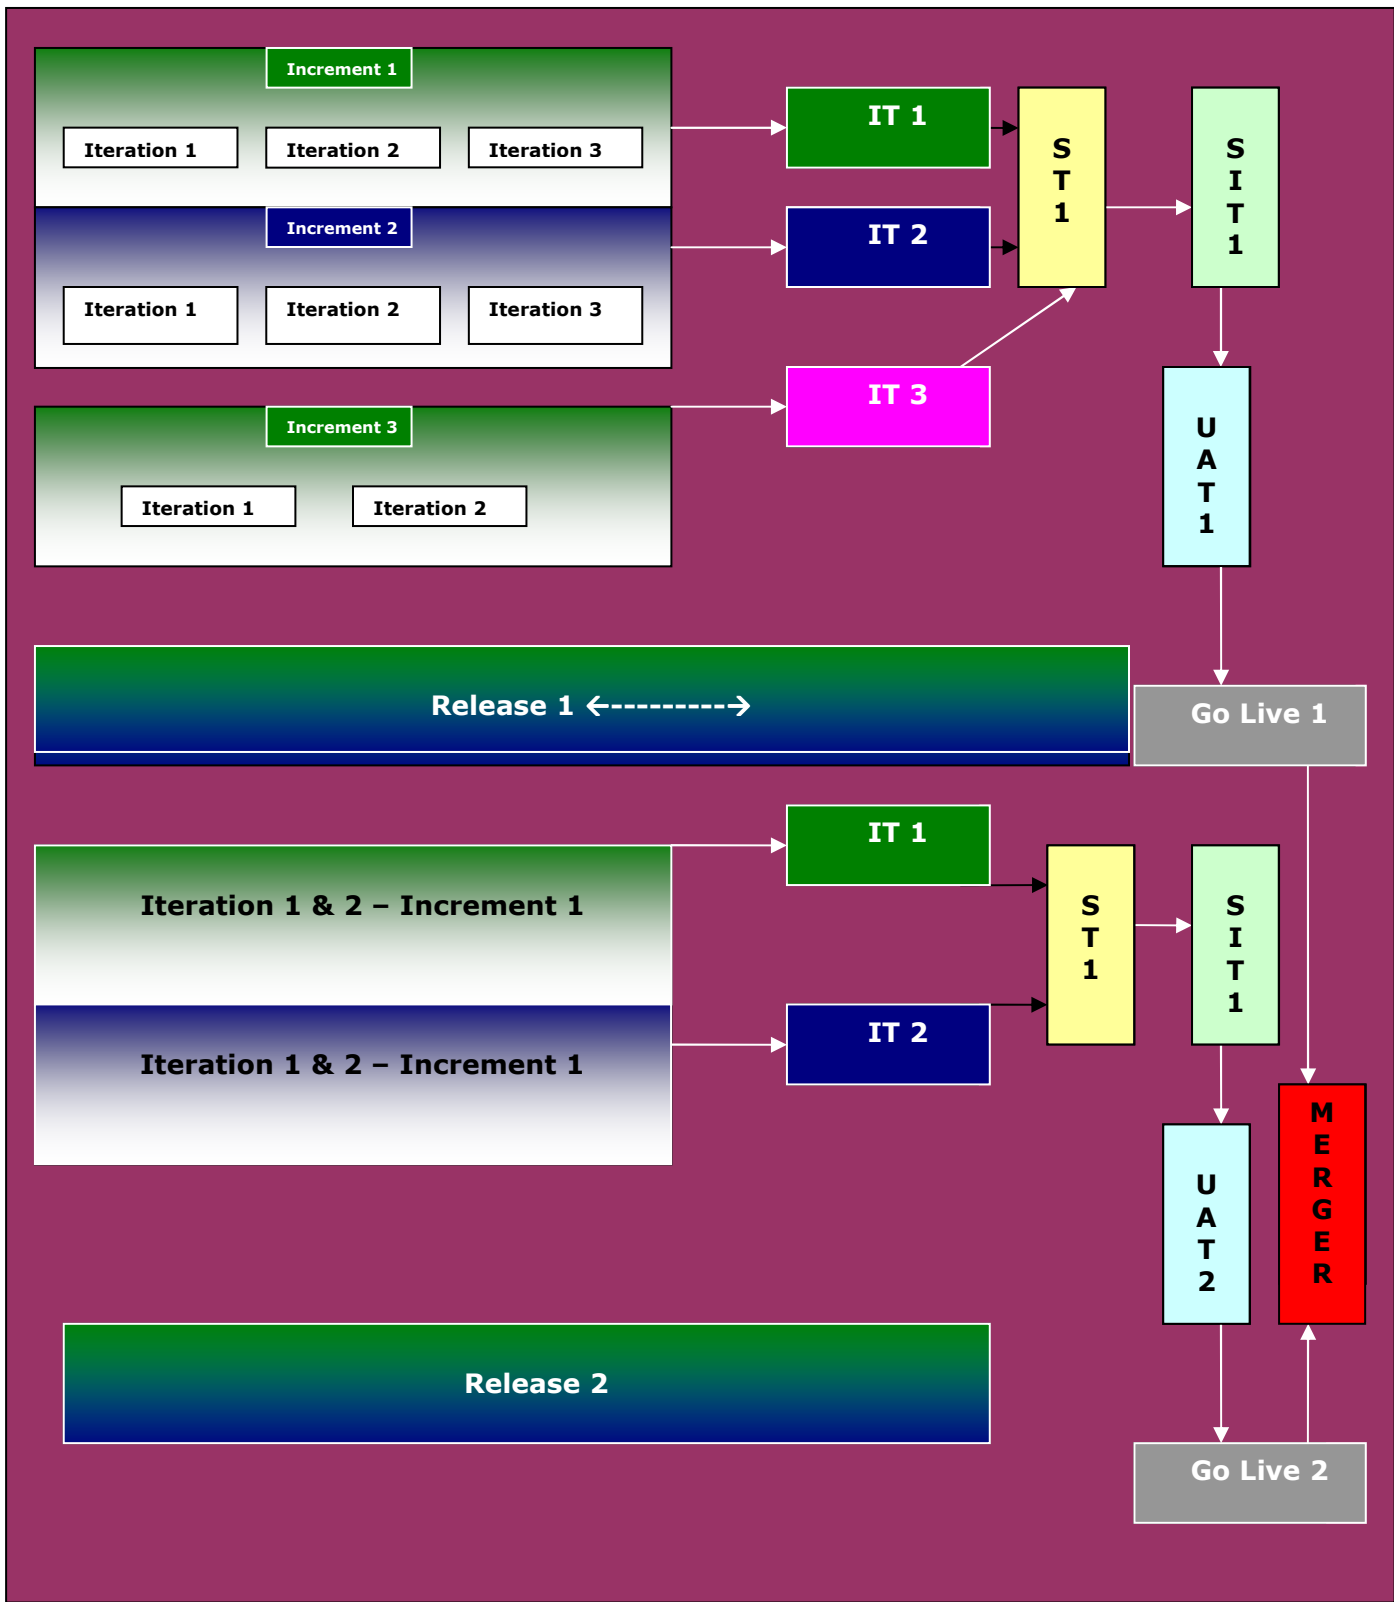 Increment 1
Iteration 1
Iteration 2
Iteration 3
IT 1
S
T
1
S
I
T
1
Increment 2
Iteration 1
Iteration 2
Iteration 3
IT 2
Increment 3
Iteration 1
Iteration 2
IT 3
U
A
T
1
Release 1 ←---------→
Go Live 1
Iteration 1 & 2 – Increment 1
IT 1
S
T
1
S
I
T
1
Iteration 1 & 2 – Increment 1
IT 2
U
A
T
2
M
E
R
G
E
R
Release 2
Go Live 2